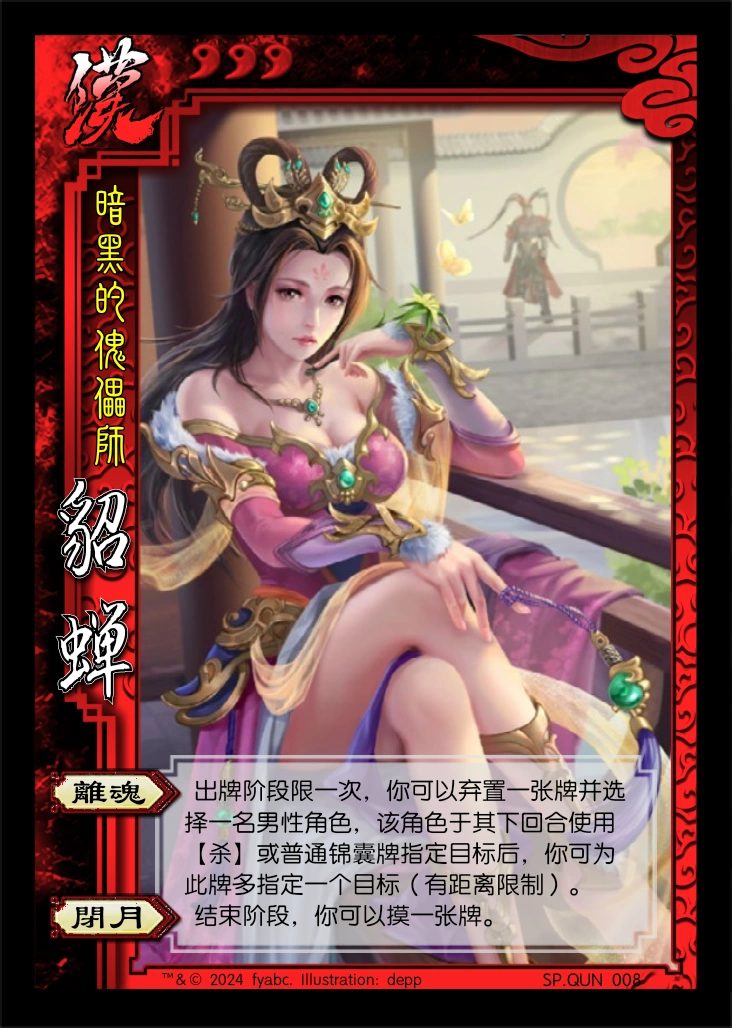 暗黑的傀儡師
貂蝉
離魂
出牌阶段限一次，你可以弃置一张牌并选
择一名男性角色，该角色于其下回合使用
【杀】或普通锦囊牌指定目标后，你可为
此牌多指定一个目标（有距离限制）。
閉月
结束阶段，你可以摸一张牌。
™&© 2024 fyabc. Illustration: depp
SP.QUN 008